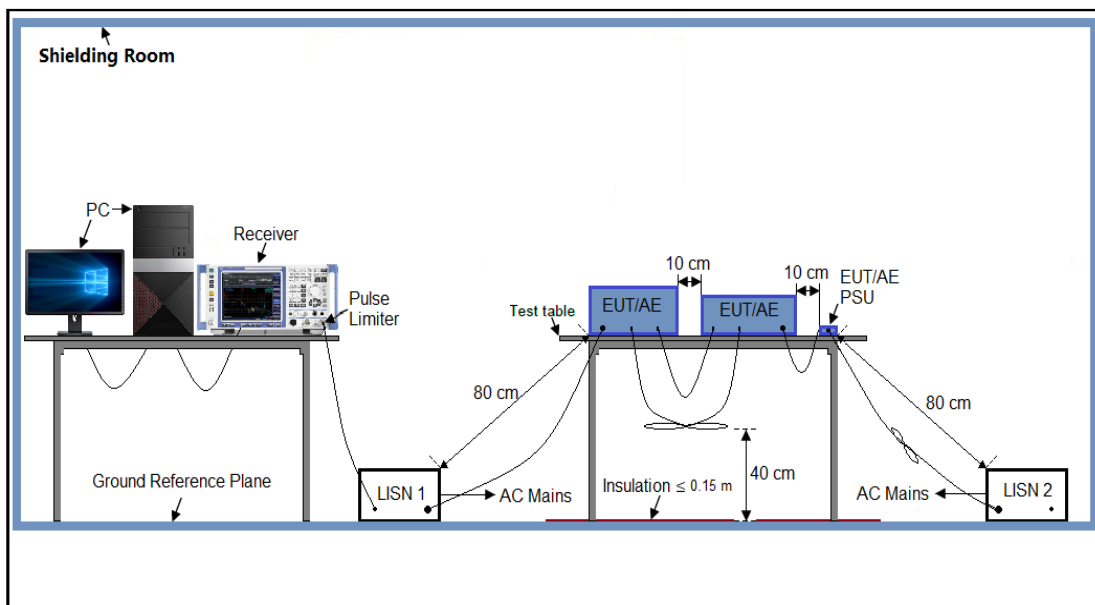 Shielding Room
PC
Receiver
Pulse
Limiter
10 cm
10 cm
EUT/AE
PSU
EUT/AE
EUT/AE
Test table
80 cm
80 cm
40 cm
Ground Reference Plane
LISN 1
AC Mains
Insulation ≤ 0.15 m
AC Mains
LISN 2